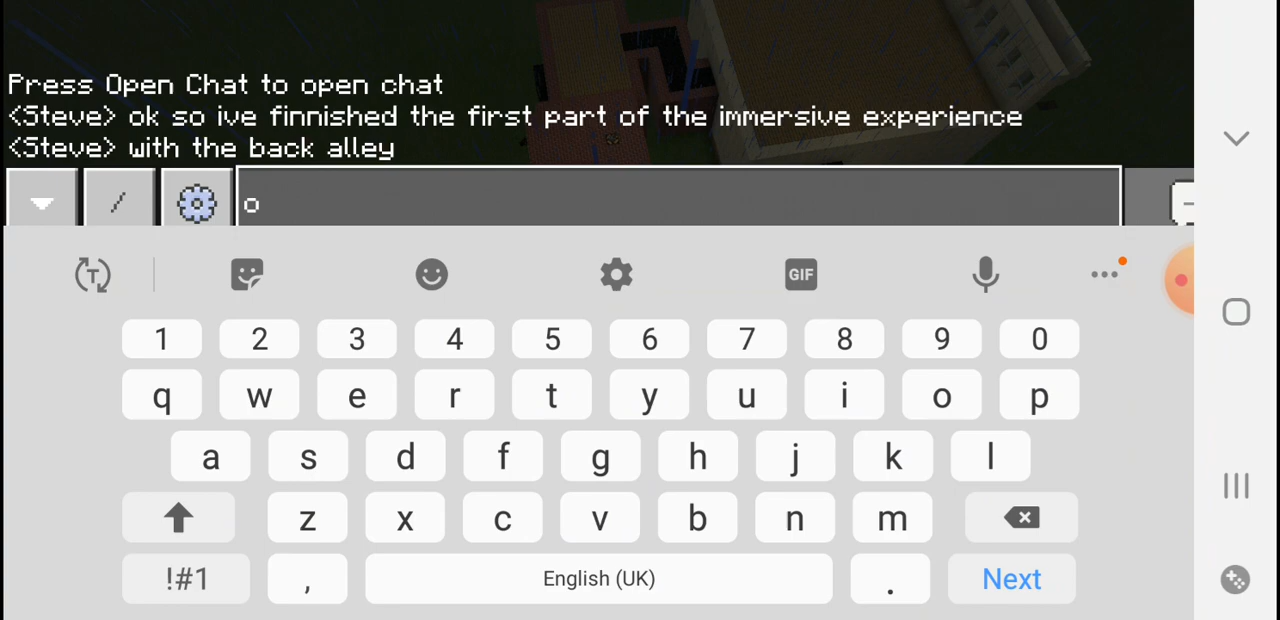 Press Open Chat to open chat
<Steve> ok so ive finnished the first part of the immersive experience
<Steve> with the back alley
/ o
T GIF
1 2 3 4 5 6 7 8 9 0
q w e r t y u i o p
a s d f g h j k l
z x c v b n m
!#1 , English (UK) . Next